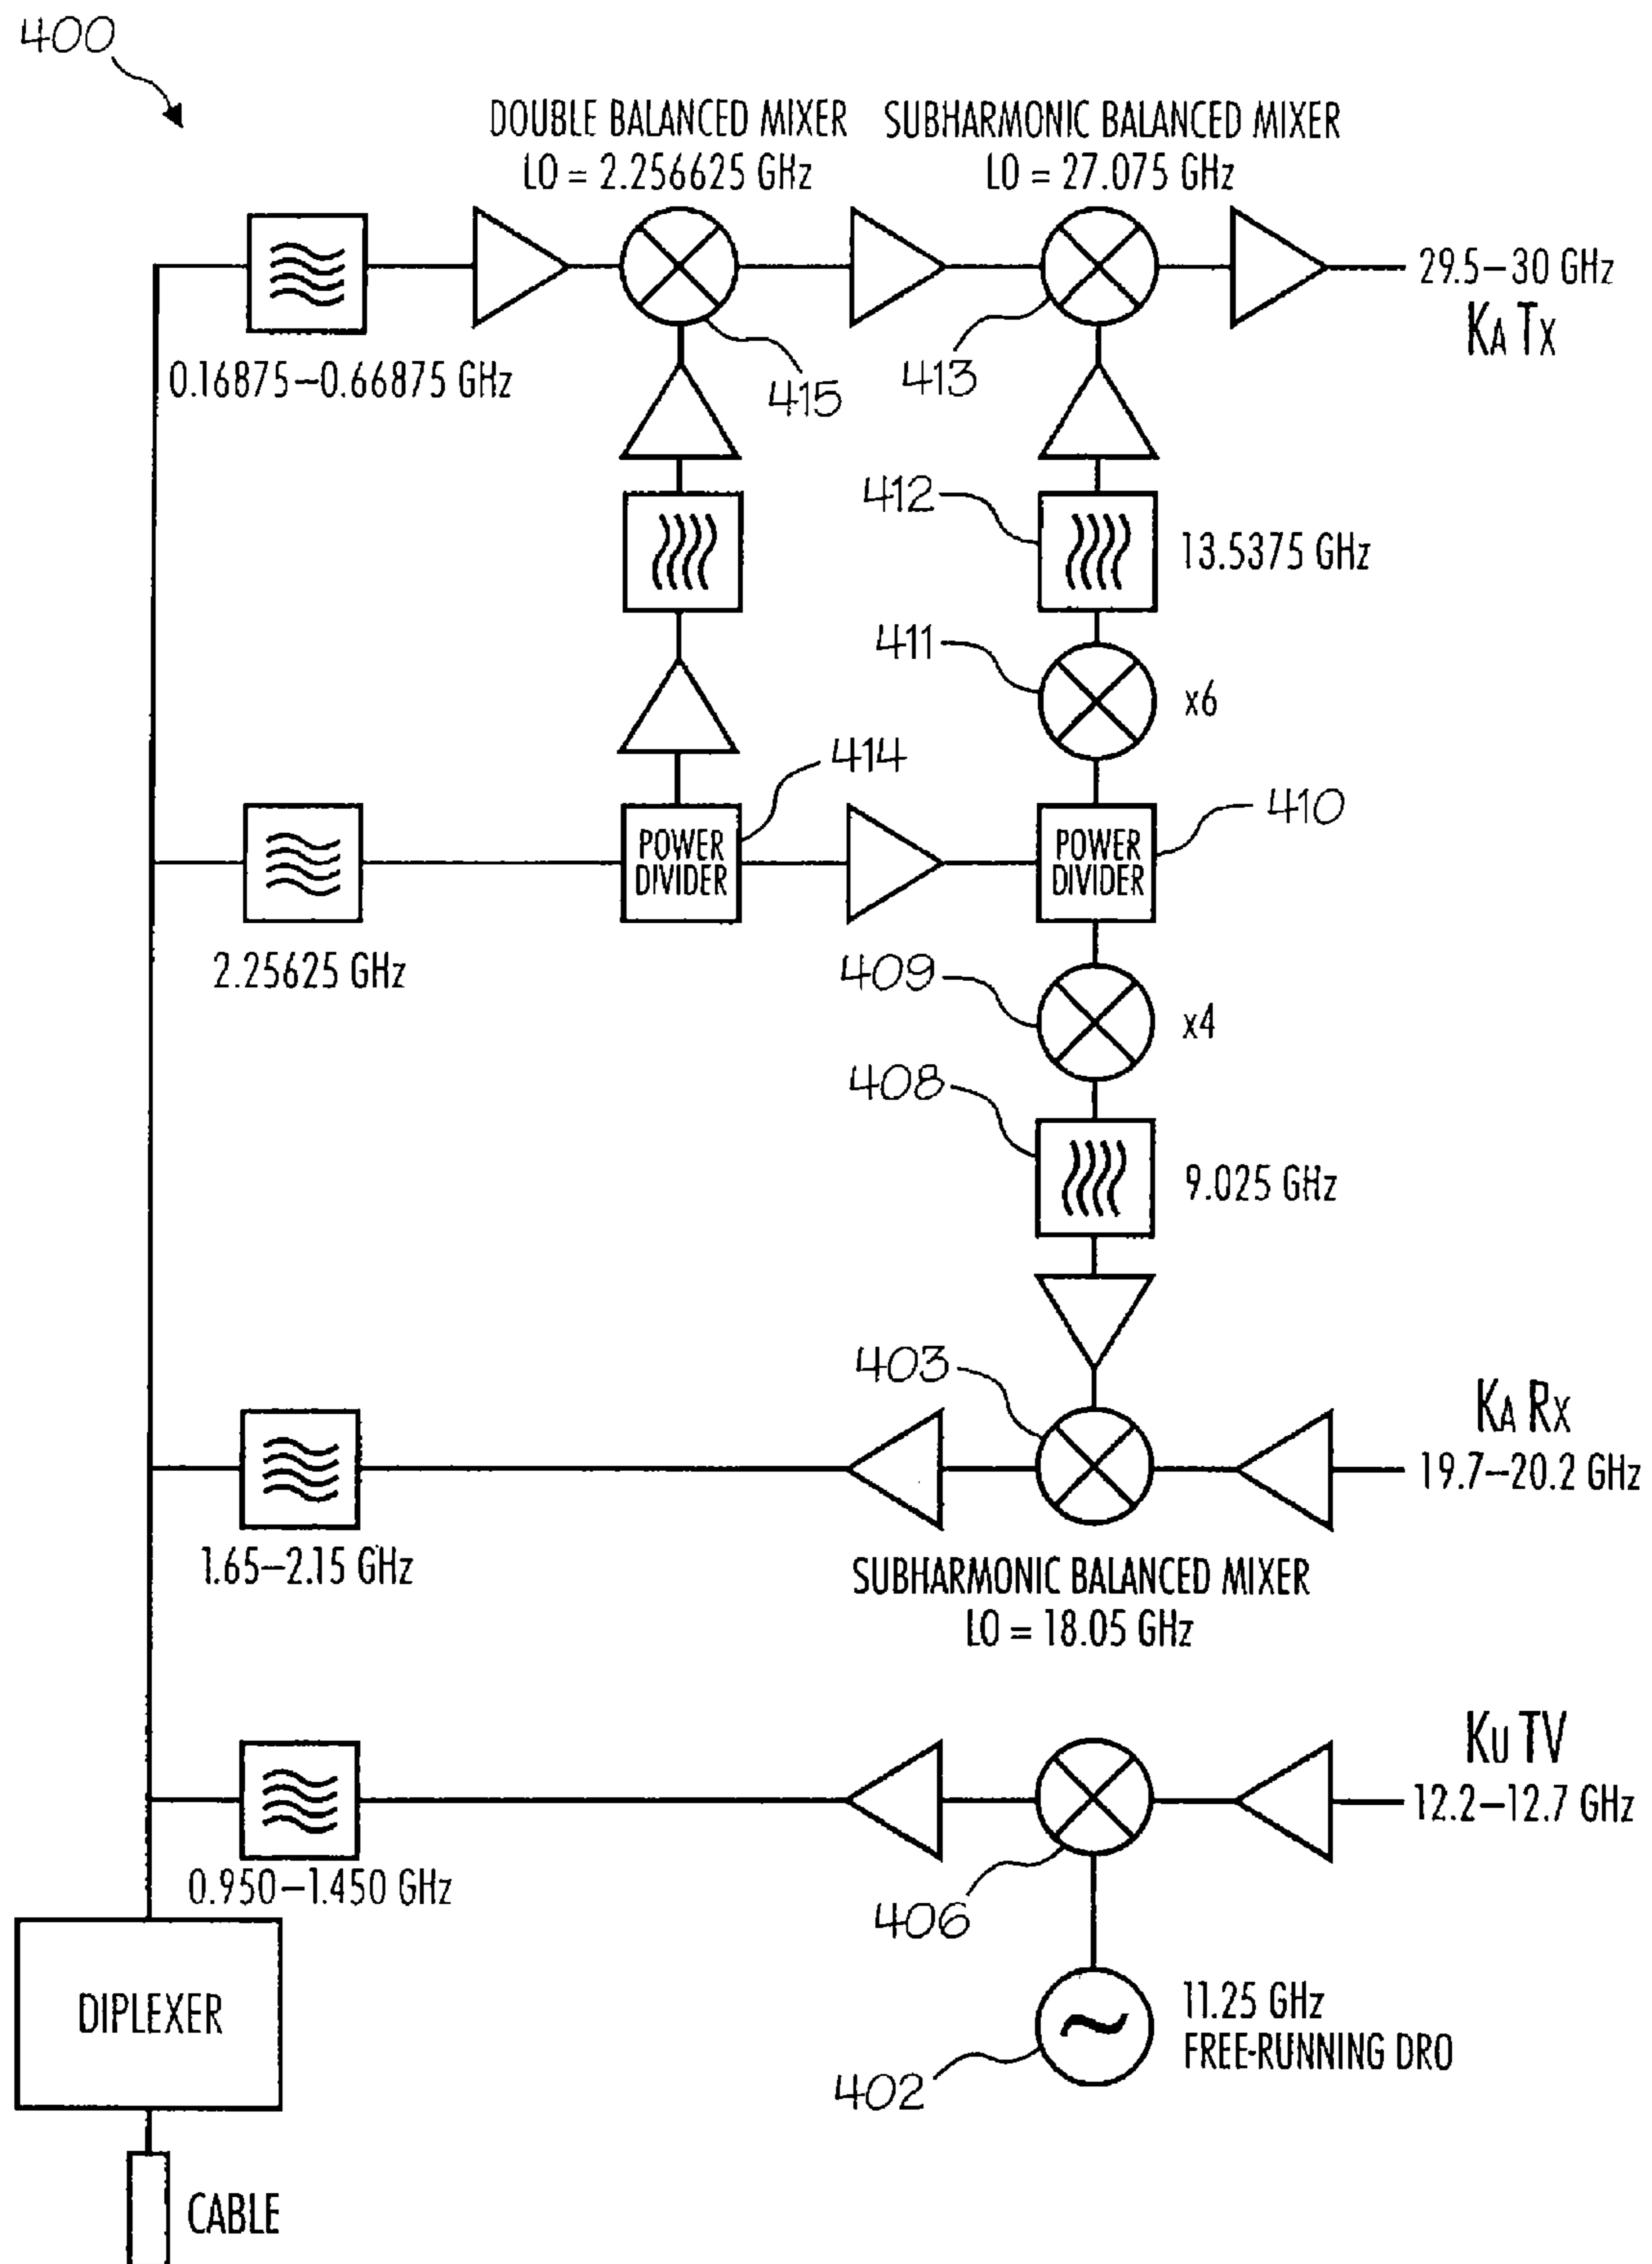 400
DOUBLE BALANCED MIXER
LO = 2.256625 GHz
SUBHARMONIC BALANCED MIXER
LO = 27.075 GHz
29.5–30 GHz
KA TX
0.16875–0.66875 GHz
415
413
412
13.5375 GHz
411
x6
414
410
POWER
DIVIDER
POWER
DIVIDER
2.25625 GHz
409
x4
408
9.025 GHz
403
KA RX
19.7–20.2 GHz
1.65–2.15 GHz
SUBHARMONIC BALANCED MIXER
LO = 18.05 GHz
KU TV
12.2–12.7 GHz
0.950–1.450 GHz
406
DIPLEXER
11.25 GHz
FREE-RUNNING DRO
402
CABLE